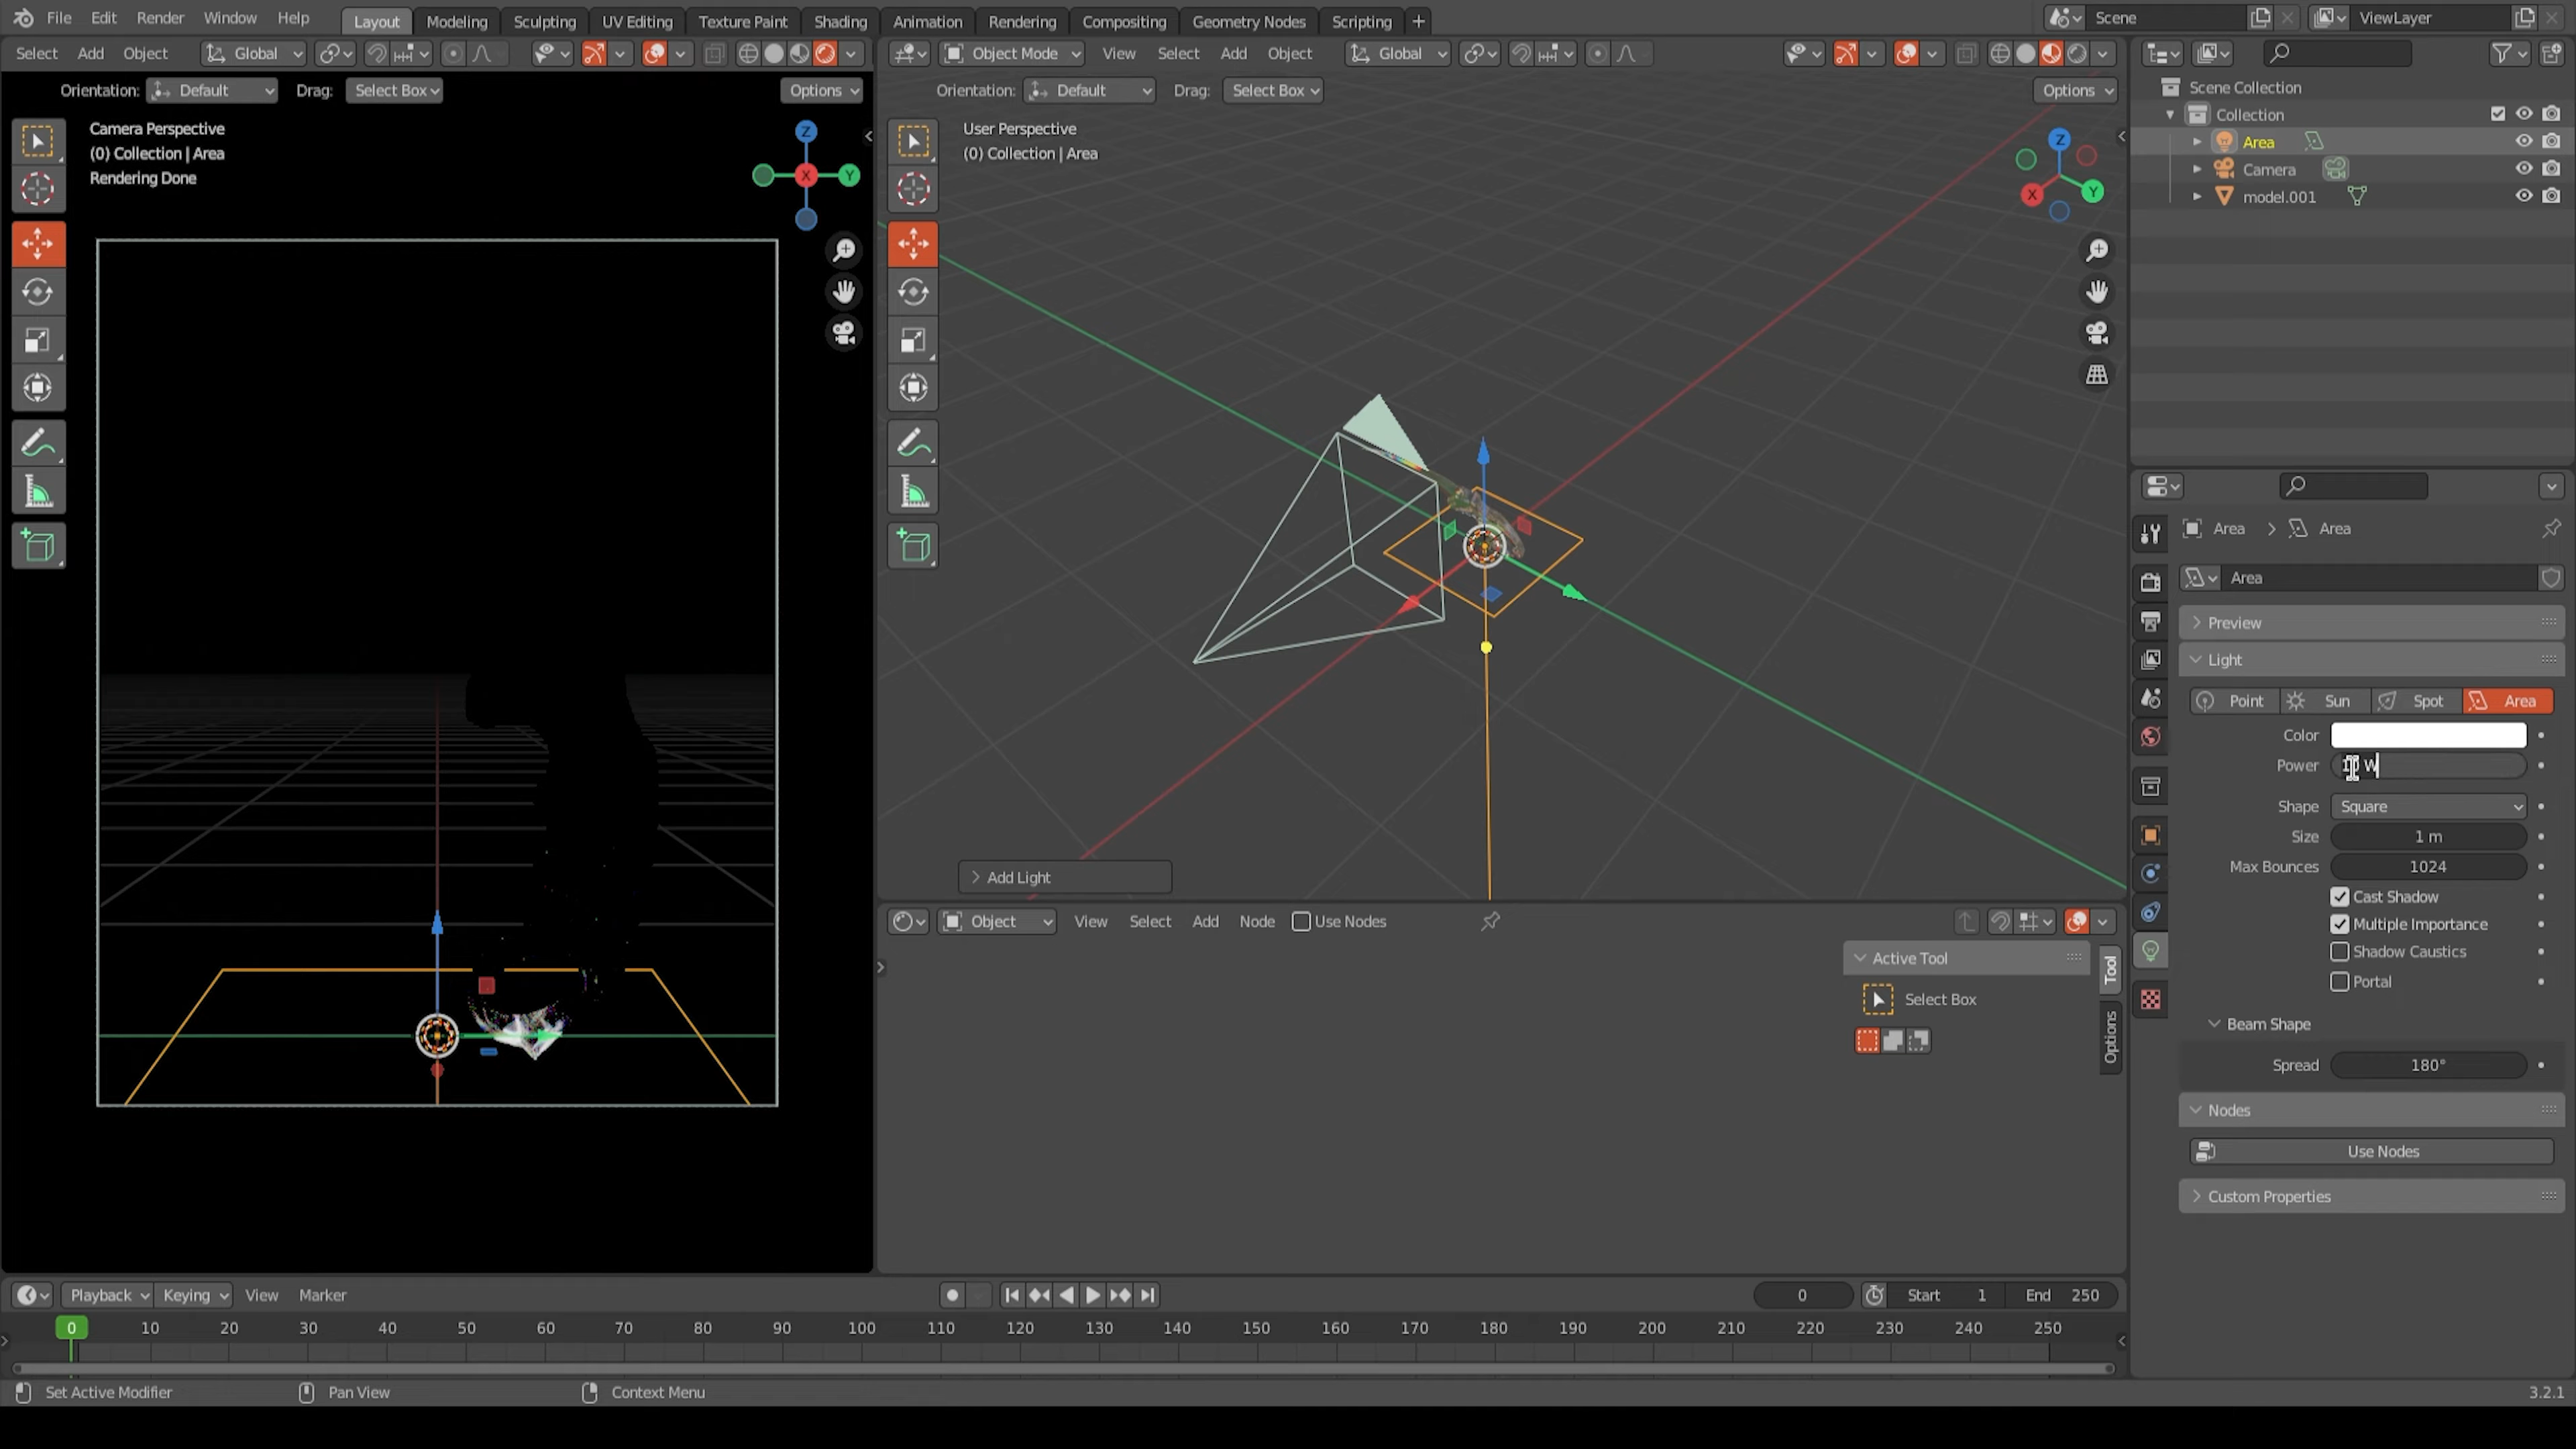 File Edit Render Window Help Layout Modeling Sculpting UV Editing Texture Paint Shading Animation Rendering Compositing Geometry Nodes Scripting + Scene ViewLayer
Select Add Object Global Object Mode View Select Add Object Global
Orientation: Default Drag: Select Box Options Orientation: Default Drag: Select Box Options
Scene Collection
Collection
Area
Camera
model.001
Camera Perspective
(0) Collection | Area
Rendering Done
Z
X
Y
User Perspective
(0) Collection | Area
Z
X
Y
Add Light
Object View Select Add Node Use Nodes
Active Tool
Select Box
Tool
Options
Area > Area
Area
Preview
Light
Point Sun Spot Area
Color
Power W
Shape Square
Size 1 m
Max Bounces 1024
Cast Shadow
Multiple Importance
Shadow Caustics
Portal
Beam Shape
Spread 180°
Nodes
Use Nodes
Custom Properties
Playback Keying View Marker 0 Start 1 End 250
0 10 20 30 40 50 60 70 80 90 100 110 120 130 140 150 160 170 180 190 200 210 220 230 240 250
Set Active Modifier Pan View Context Menu 3.2.1